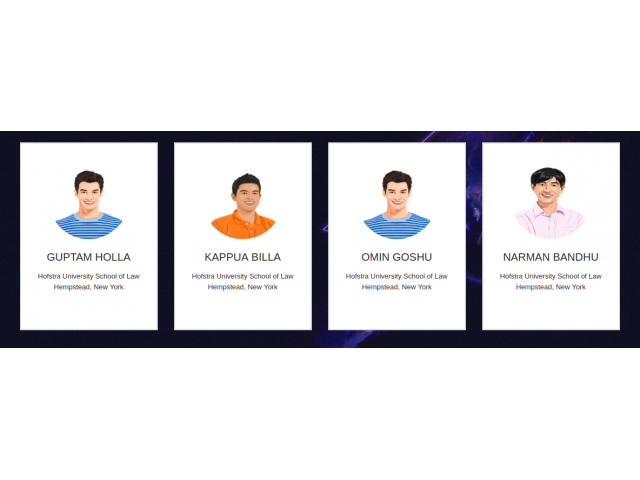 GUPTAM HOLLA
Hofstra University School of Law
Hempstead, New York
KAPPUA BILLA
Hofstra University School of Law
Hempstead, New York
OMIN GOSHU
Hofstra University School of Law
Hempstead, New York
NARMAN BANDHU
Hofstra University School of Law
Hempstead, New York